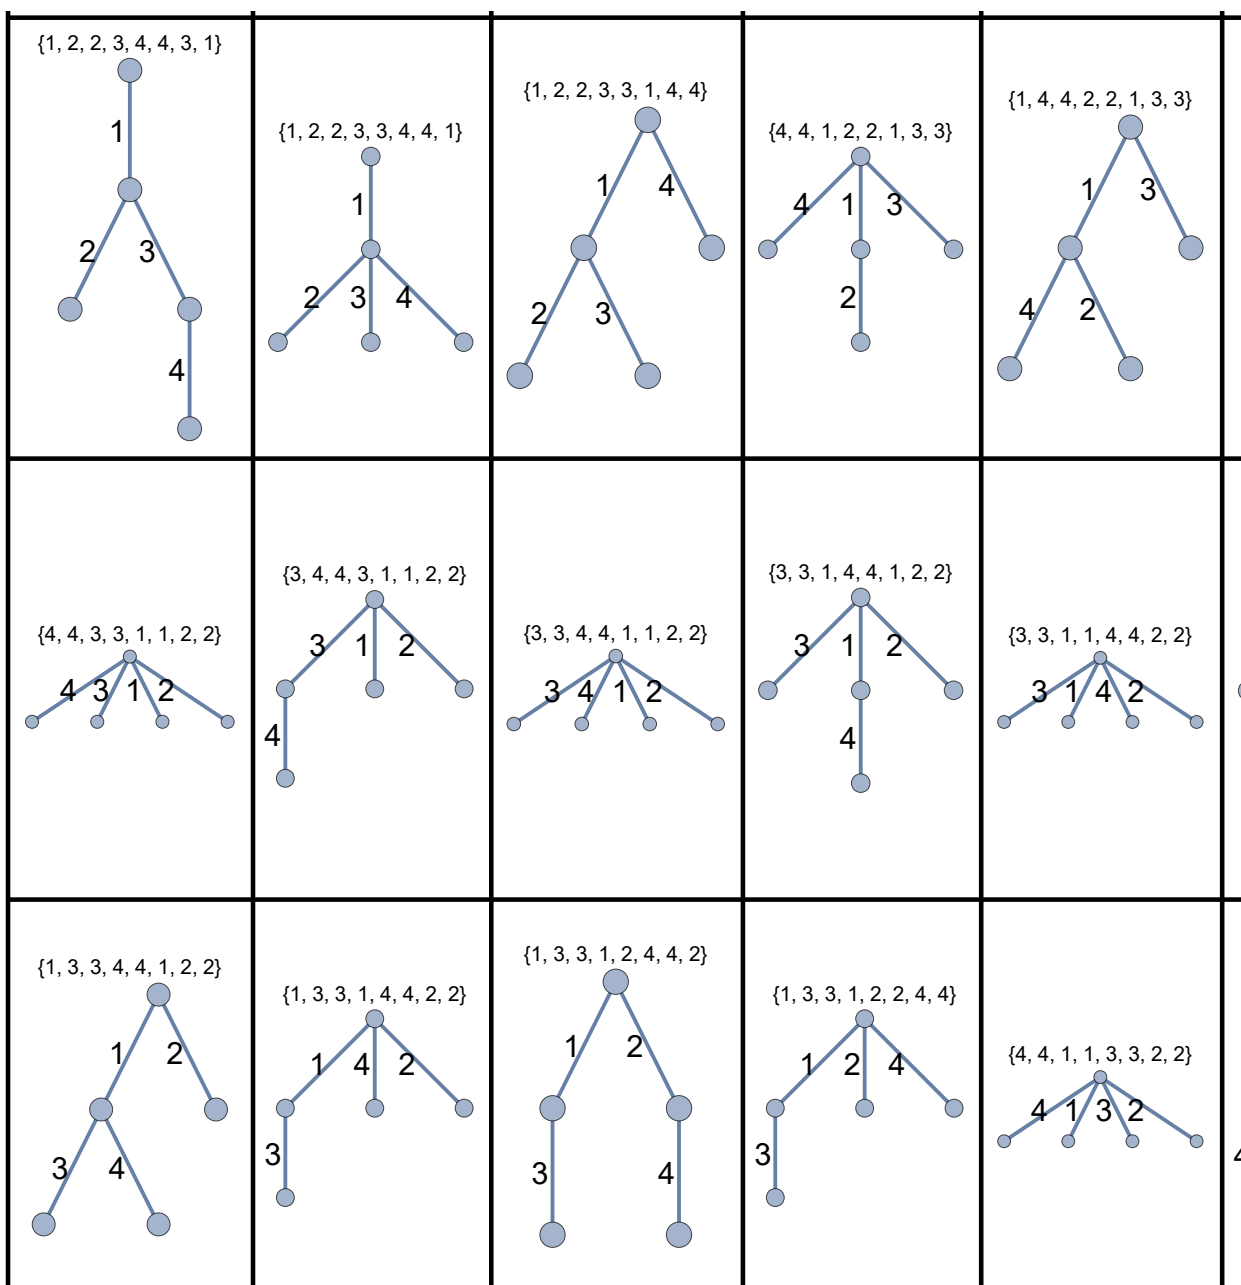 {1, 2, 2, 3, 4, 4, 3, 1}
1
2 3
4
{1, 2, 2, 3, 3, 4, 4, 1}
1
2 3 4
{1, 2, 2, 3, 3, 1, 4, 4}
1 4
2 3
{4, 4, 1, 2, 2, 1, 3, 3}
4 1 3
2
{1, 4, 4, 2, 2, 1, 3, 3}
1 3
4 2
{4, 4, 3, 3, 1, 1, 2, 2}
4 3 1 2
{3, 4, 4, 3, 1, 1, 2, 2}
3 1 2
4
{3, 3, 4, 4, 1, 1, 2, 2}
3 4 1 2
{3, 3, 1, 4, 4, 1, 2, 2}
3 1 2
4
{3, 3, 1, 1, 4, 4, 2, 2}
3 1 4 2
{1, 3, 3, 4, 4, 1, 2, 2}
1 2
3 4
{1, 3, 3, 1, 4, 4, 2, 2}
1 4 2
3
{1, 3, 3, 1, 2, 4, 4, 2}
1 2
3 4
{1, 3, 3, 1, 2, 2, 4, 4}
1 2 4
3
{4, 4, 1, 1, 3, 3, 2, 2}
4 1 3 2